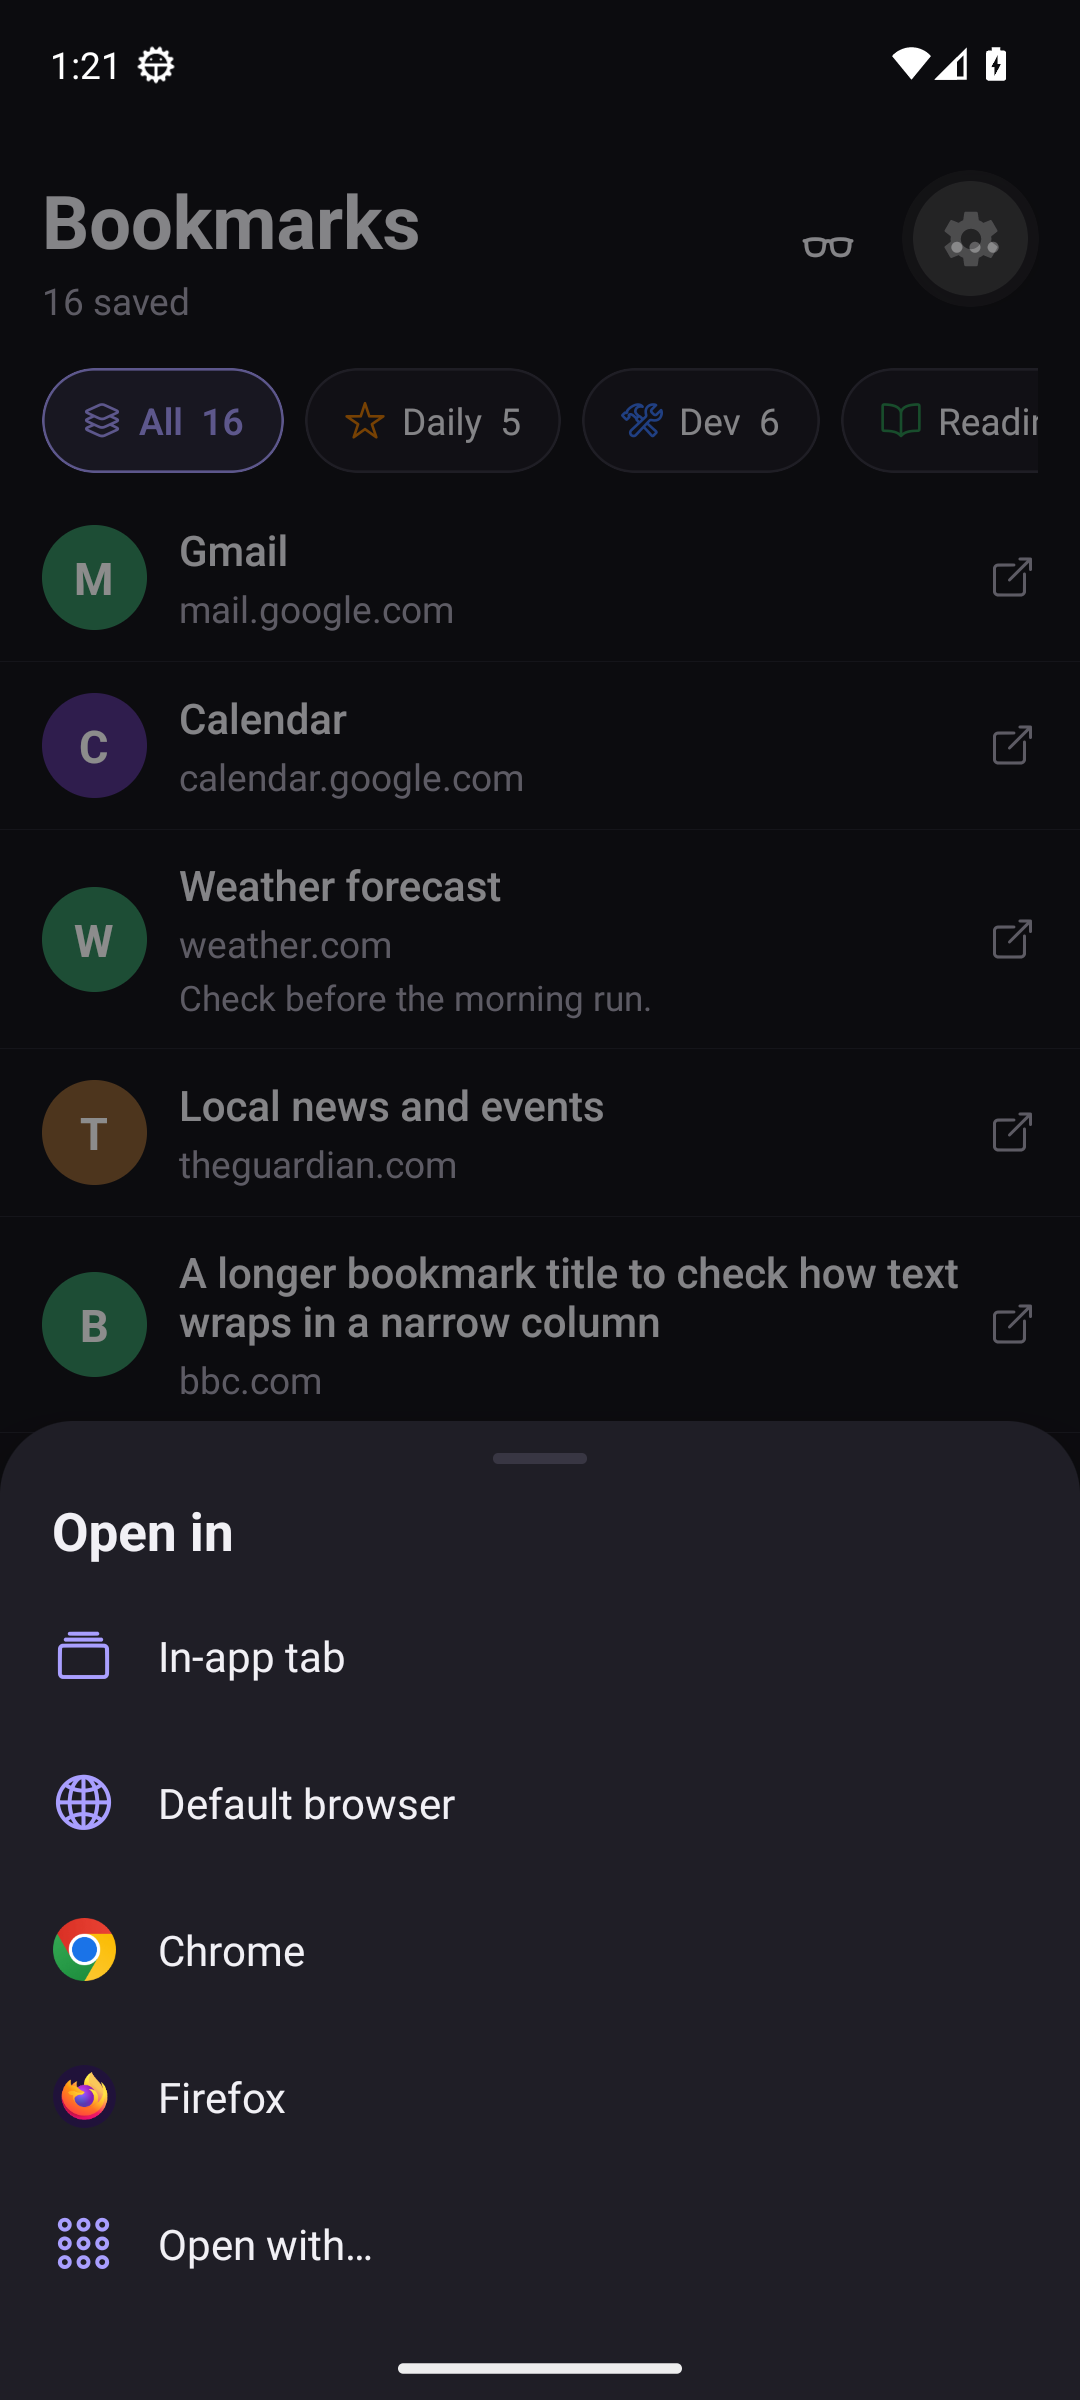 1:21
Bookmarks
16 saved
All 16
Daily 5
Dev 6
Readin
M
Gmail
mail.google.com
C
Calendar
calendar.google.com
W
Weather forecast
weather.com
Check before the morning run.
T
Local news and events
theguardian.com
B
A longer bookmark title to check how text
wraps in a narrow column
bbc.com
Open in
In-app tab
Default browser
Chrome
Firefox
Open with…